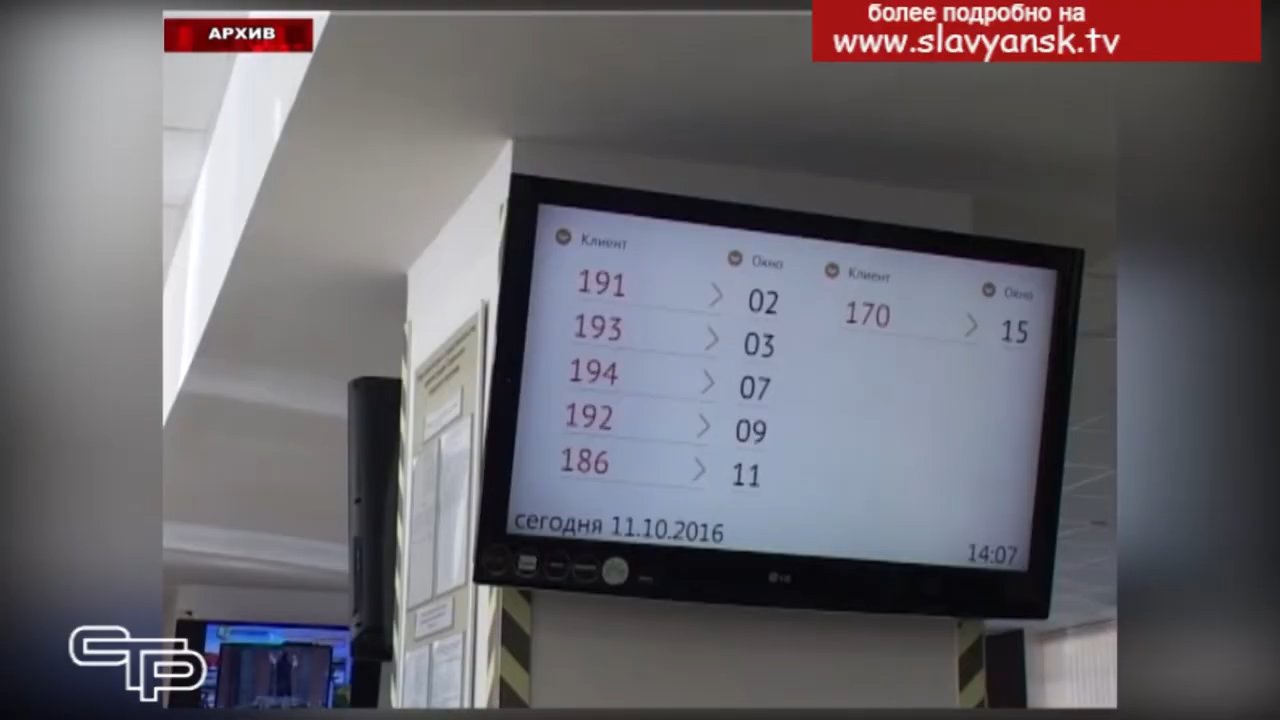 АРХИВ
более подробно на
www.slavyansk.tv
Клиент Окно Клиент Окно
191 > 02 170 > 15
193 > 03
194 > 07
192 > 09
186 > 11
сегодня 11.10.2016 14:07
LG
СТР